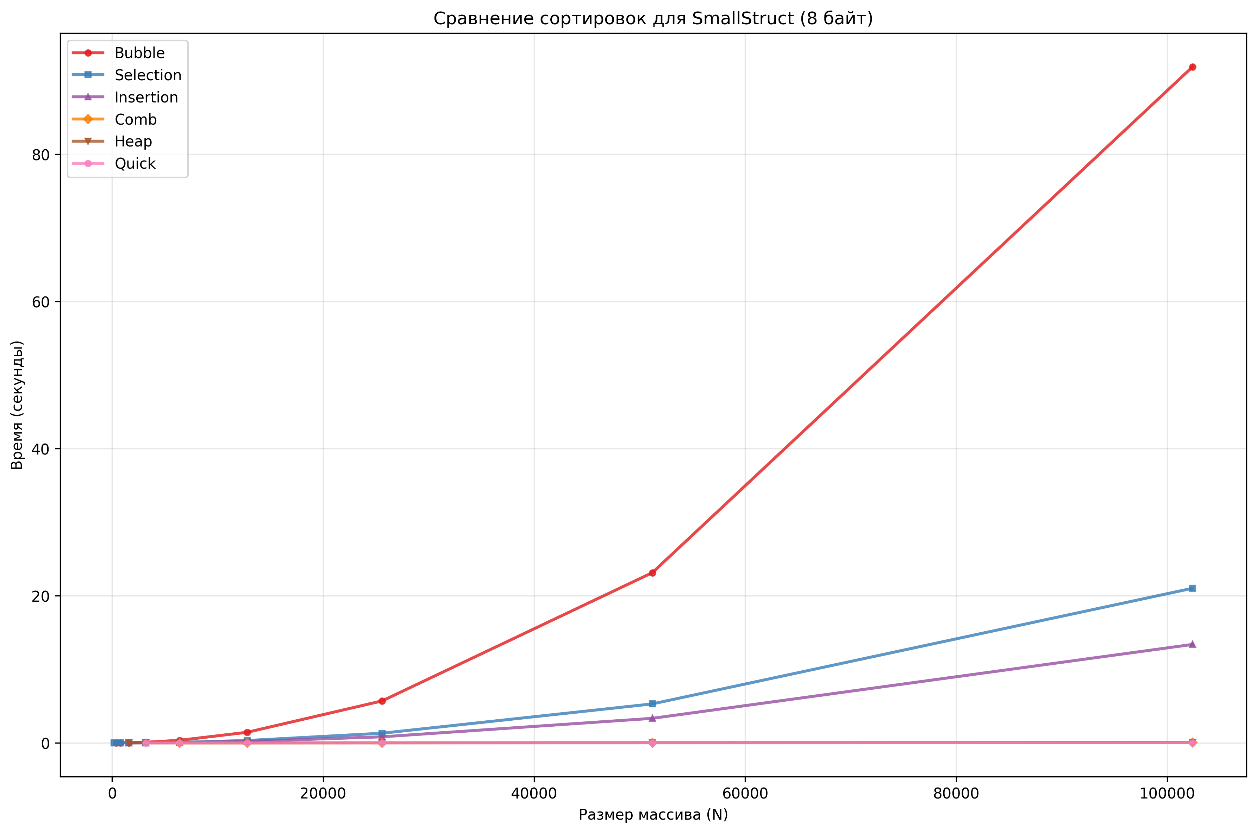 Сравнение сортировок для SmallStruct (8 байт)
Bubble
Selection
Insertion
Comb
Heap
Quick
Время (секунды)
80
60
40
20
0
0
20000
40000
60000
80000
100000
Размер массива (N)